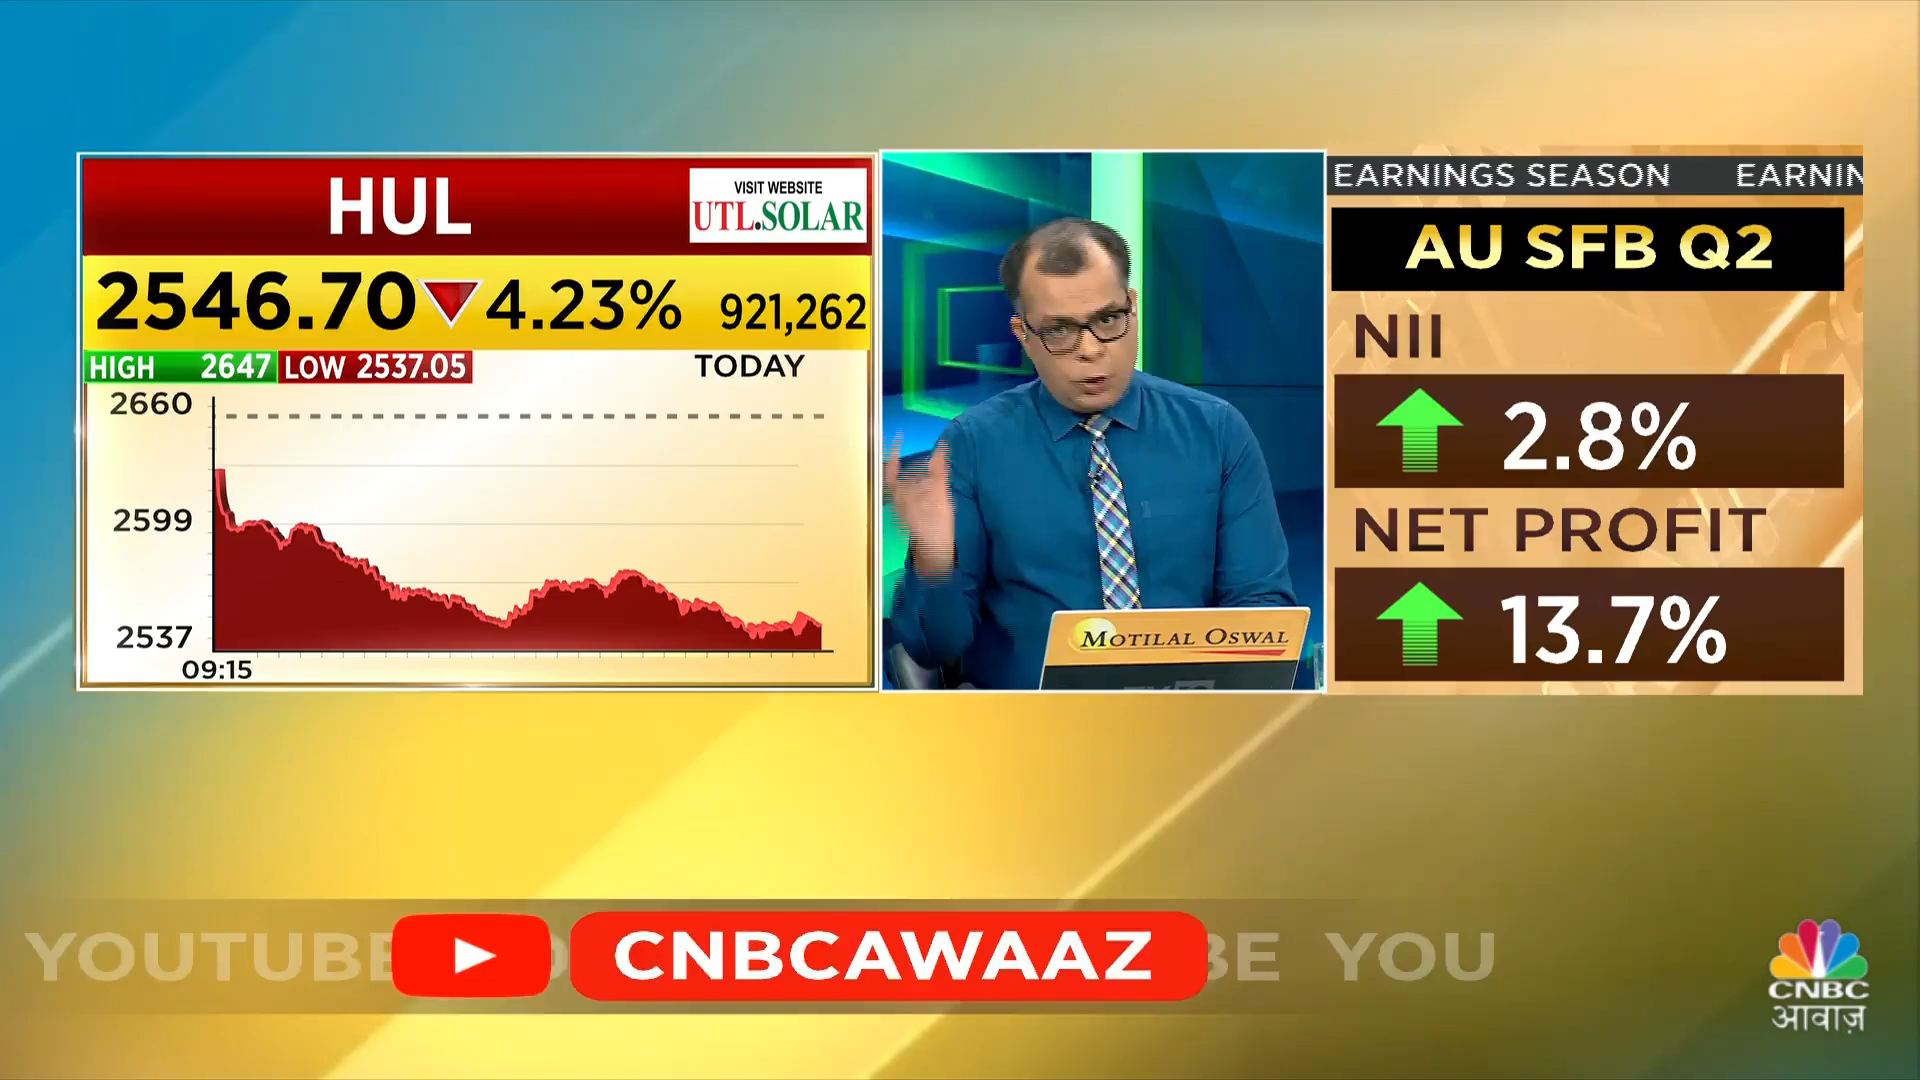 HUL
VISIT WEBSITE
UTL.SOLAR
2546.70 4.23% 921,262
HIGH 2647 LOW 2537.05
TODAY
2660
2599
2537
09:15
MOTILAL OSWAL
EARNINGS SEASON EARNIN
AU SFB Q2
NII
2.8%
NET PROFIT
13.7%
YOUTUBE CNBCAWAAZ BE YOU
CNBC
आवाज़